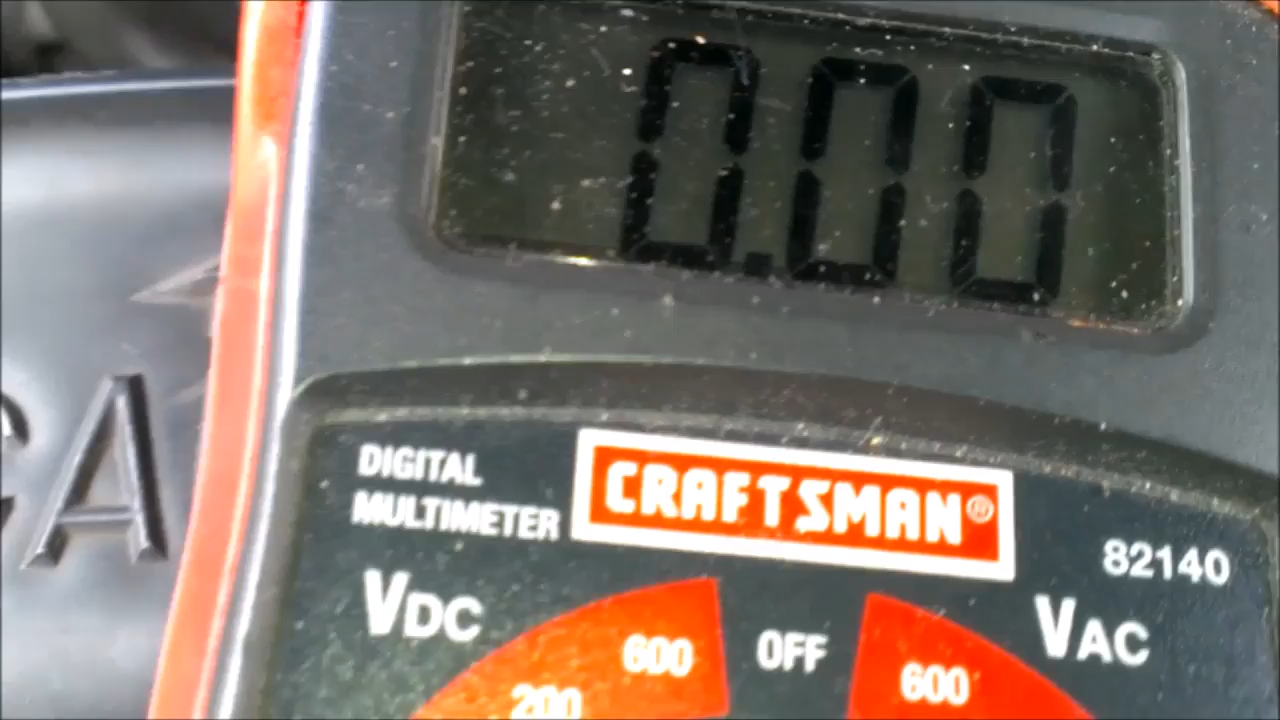 0.00
DIGITAL
MULTIMETER
CRAFTSMAN®
82140
VDC
VAC
OFF
600
600
200
A